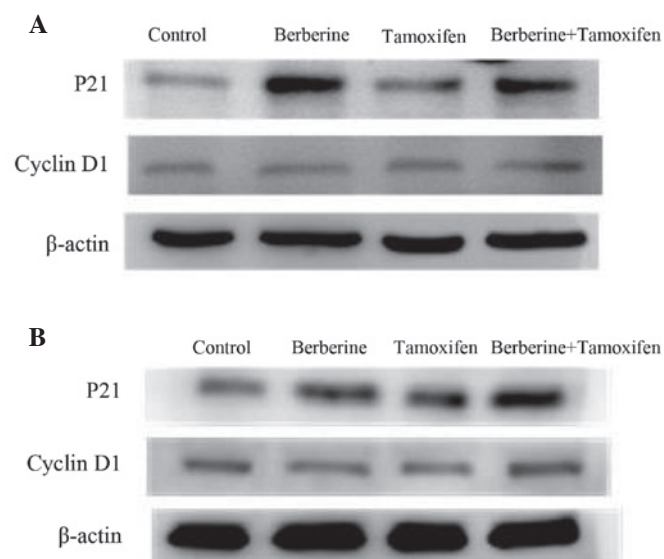 A
Control Berberine Tamoxifen Berberine+Tamoxifen
P21
Cyclin D1
β-actin
B
Control Berberine Tamoxifen Berberine+Tamoxifen
P21
Cyclin D1
β-actin